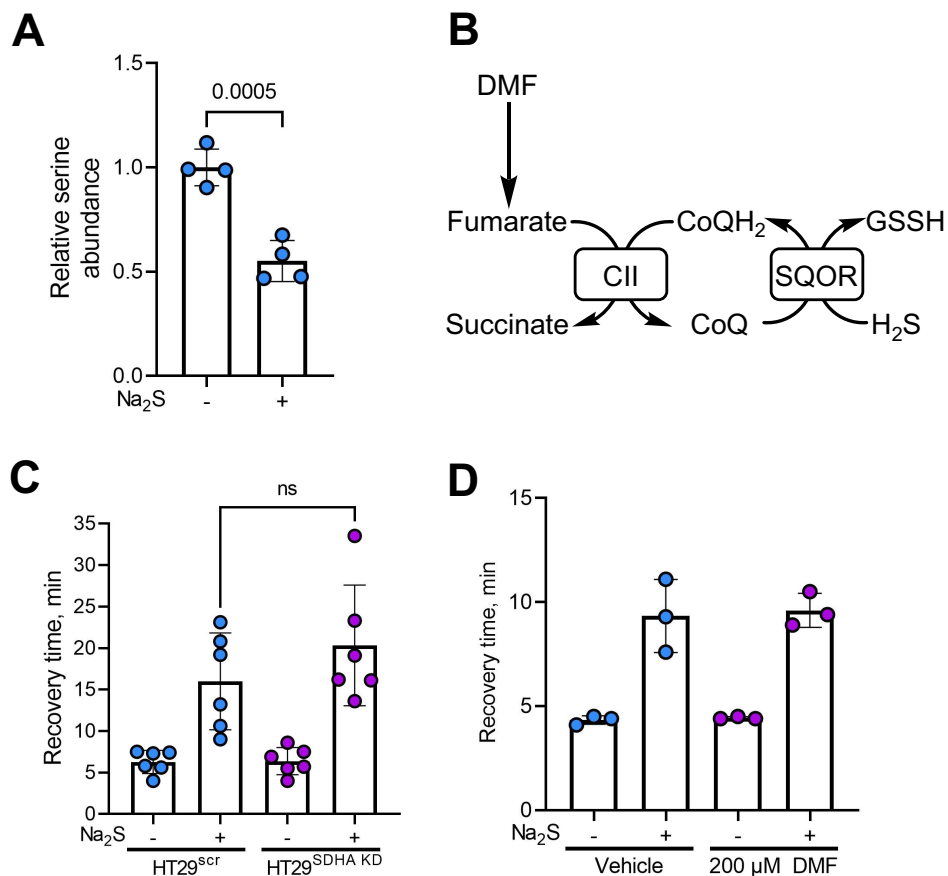 A
1.5
0.0005
1.0
0.5
0.0
Relative serine
abundance
Na₂S - +
B
DMF
Fumarate CoQH₂ GSSH
CII SQOR
Succinate CoQ H₂S
C
ns
35
30
25
20
15
10
5
0
Recovery time, min
Na₂S - + - +
HT29ˢᶜʳ HT29ˢᴰᴴᴬ ᴷᴰ
D
15
10
5
0
Recovery time, min
Na₂S - + - +
Vehicle 200 µM DMF